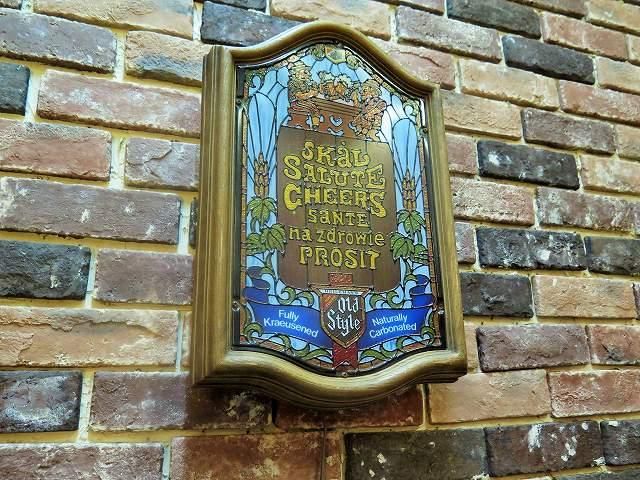 SKÅL
SALUTE
CHEERS
SANTE
na zdrowie
PROSIT
Old
Style
Fully
Kraeusened
Naturally
Carbonated